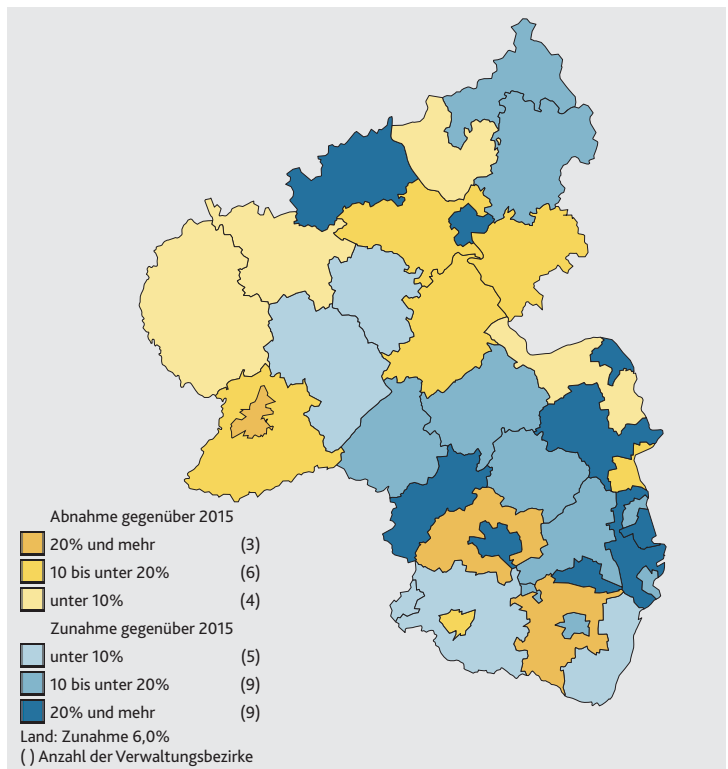 Abnahme gegenüber 2015
20% und mehr (3)
10 bis unter 20% (6)
unter 10% (4)
Zunahme gegenüber 2015
unter 10% (5)
10 bis unter 20% (9)
20% und mehr (9)
Land: Zunahme 6,0%
( ) Anzahl der Verwaltungsbezirke